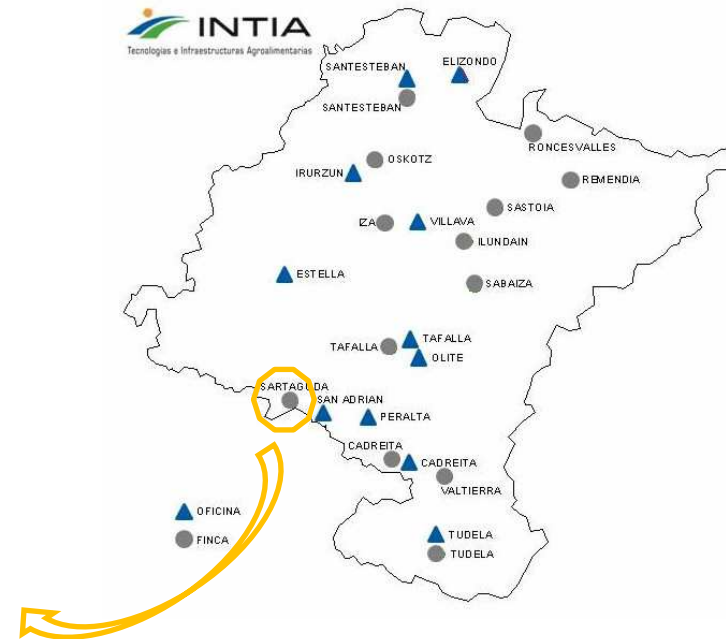 INTIA
Tecnologías e Infraestructuras Agroalimentarias
SANTESTEBAN
ELIZONDO
SANTESTEBAN
RONCESVALLES
OSKOTZ
IRURZUN
REMENDIA
SASTOIA
IZA
VILLAVA
ILUNDAIN
ESTELLA
SABAIZA
TAFALLA
TAFALLA
OLITE
SARTAGUDA
SAN ADRIAN
PERALTA
CADREITA
CADREITA
VALTIERRA
OFICINA
FINCA
TUDELA
TUDELA